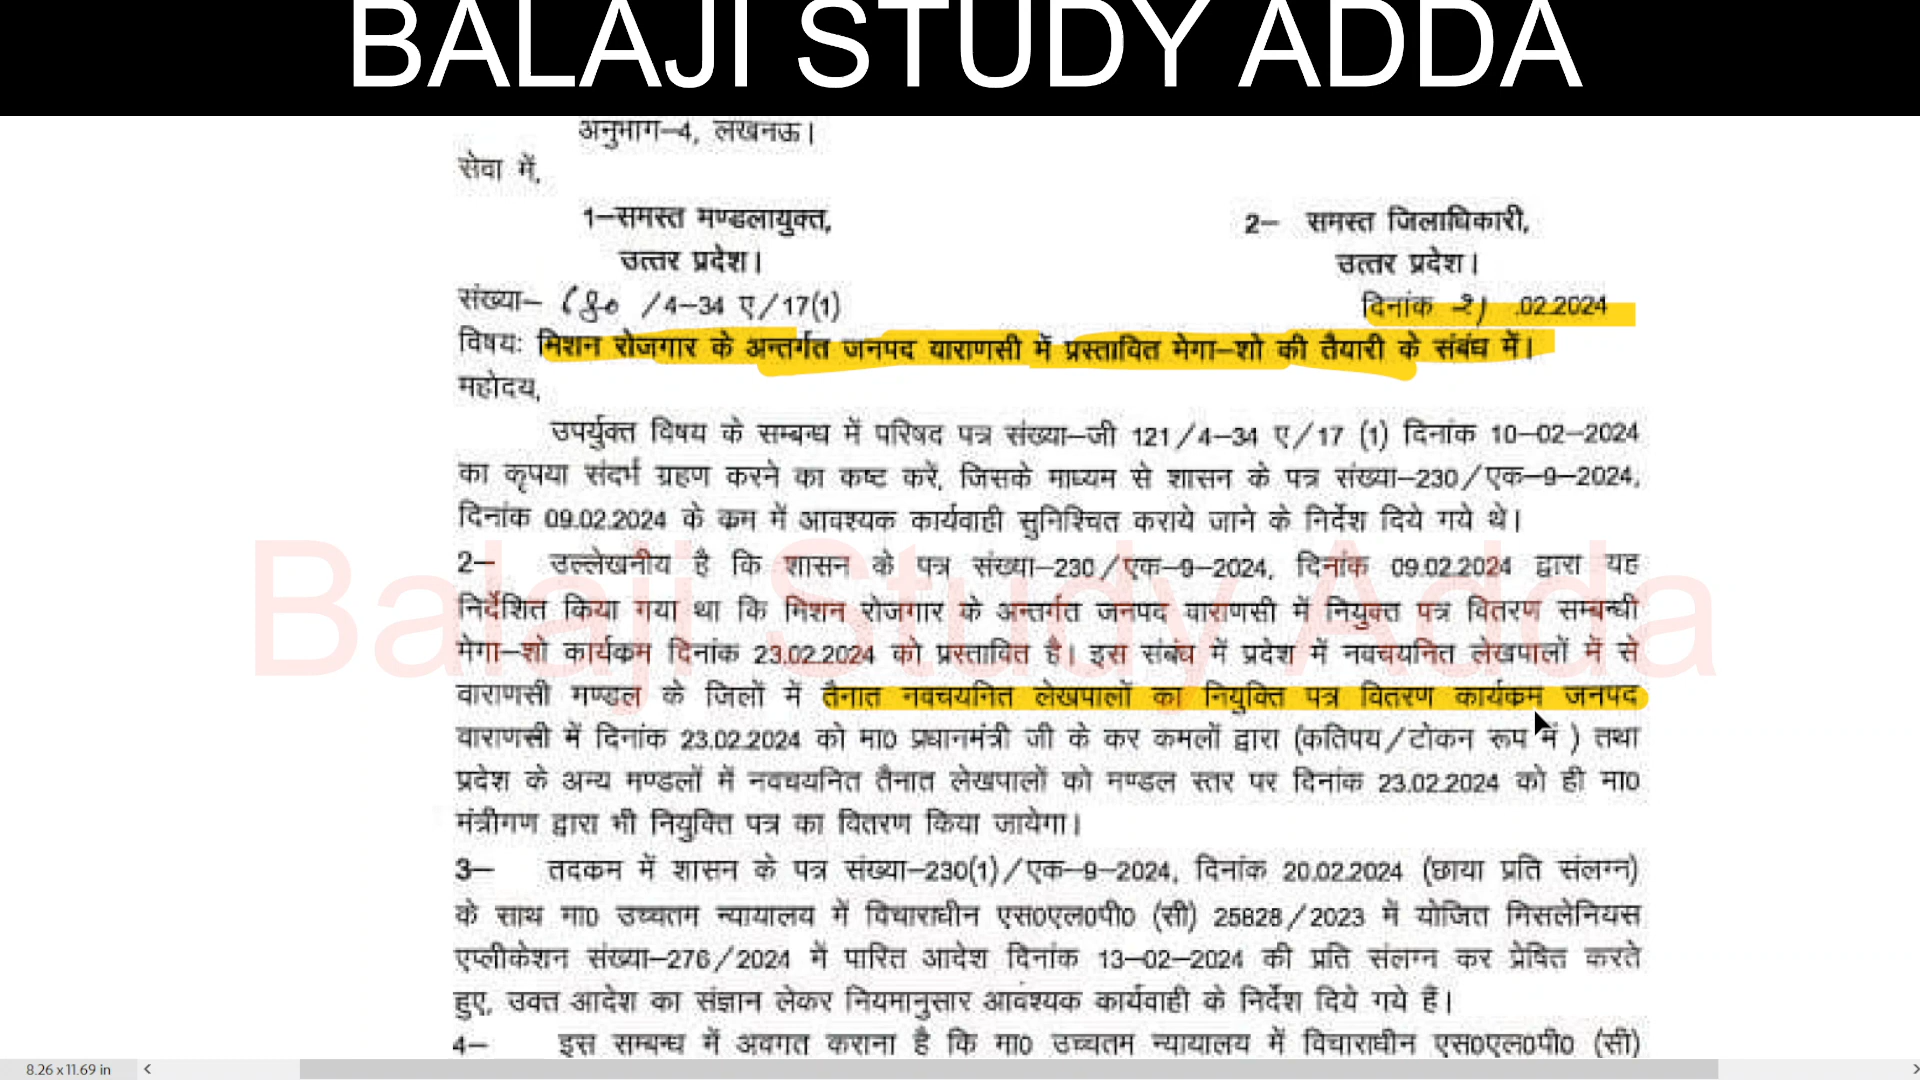 BALAJI STUDY ADDA
अनुभाग–4, लखनऊ।
सेवा में,
1–समस्त मण्डलायुक्त, 2– समस्त जिलाधिकारी,
उत्तर प्रदेश। उत्तर प्रदेश।
संख्या– /4–34 ए/17(1) दिनांक .02.2024
विषयः मिशन रोजगार के अन्तर्गत जनपद वाराणसी में प्रस्तावित मेगा–शो की तैयारी के संबंध में।
महोदय,
उपर्युक्त विषय के सम्बन्ध में परिषद पत्र संख्या–जी 121/4–34 ए/17 (1) दिनांक 10–02–2024
का कृपया संदर्भ ग्रहण करने का कष्ट करें, जिसके माध्यम से शासन के पत्र संख्या–230/एक–9–2024,
दिनांक 09.02.2024 के क्रम में आवश्यक कार्यवाही सुनिश्चित कराये जाने के निर्देश दिये गये थे।
2– उल्लेखनीय है कि शासन के पत्र संख्या–230/एक–9–2024, दिनांक 09.02.2024 द्वारा यह
निर्देशित किया गया था कि मिशन रोजगार के अन्तर्गत जनपद वाराणसी में नियुक्त पत्र वितरण सम्बन्धी
मेगा–शो कार्यक्रम दिनांक 23.02.2024 को प्रस्तावित है। इस संबंध में प्रदेश में नवचयनित लेखपालों में से
वाराणसी मण्डल के जिलों में तैनात नवचयनित लेखपालों का नियुक्ति पत्र वितरण कार्यक्रम जनपद
वाराणसी में दिनांक 23.02.2024 को मा0 प्रधानमंत्री जी के कर कमलों द्वारा (कतिपय/टोकन रूप में ) तथा
प्रदेश के अन्य मण्डलों में नवचयनित तैनात लेखपालों को मण्डल स्तर पर दिनांक 23.02.2024 को ही मा0
मंत्रीगण द्वारा भी नियुक्ति पत्र का वितरण किया जायेगा।
3– तदक्रम में शासन के पत्र संख्या–230(1)/एक–9–2024, दिनांक 20.02.2024 (छाया प्रति संलग्न)
के साथ मा0 उच्चतम न्यायालय में विचाराधीन एस0एल0पी0 (सी) 25828/2023 में योजित मिसलेनियस
एप्लीकेशन संख्या–276/2024 में पारित आदेश दिनांक 13–02–2024 की प्रति संलग्न कर प्रेषित करते
हुए, उक्त आदेश का संज्ञान लेकर नियमानुसार आवश्यक कार्यवाही के निर्देश दिये गये हैं।
4– इस सम्बन्ध में अवगत कराना है कि मा0 उच्चतम न्यायालय में विचाराधीन एस0एल0पी0 (सी)
Balaji Study Adda
8.26 x 11.69 in